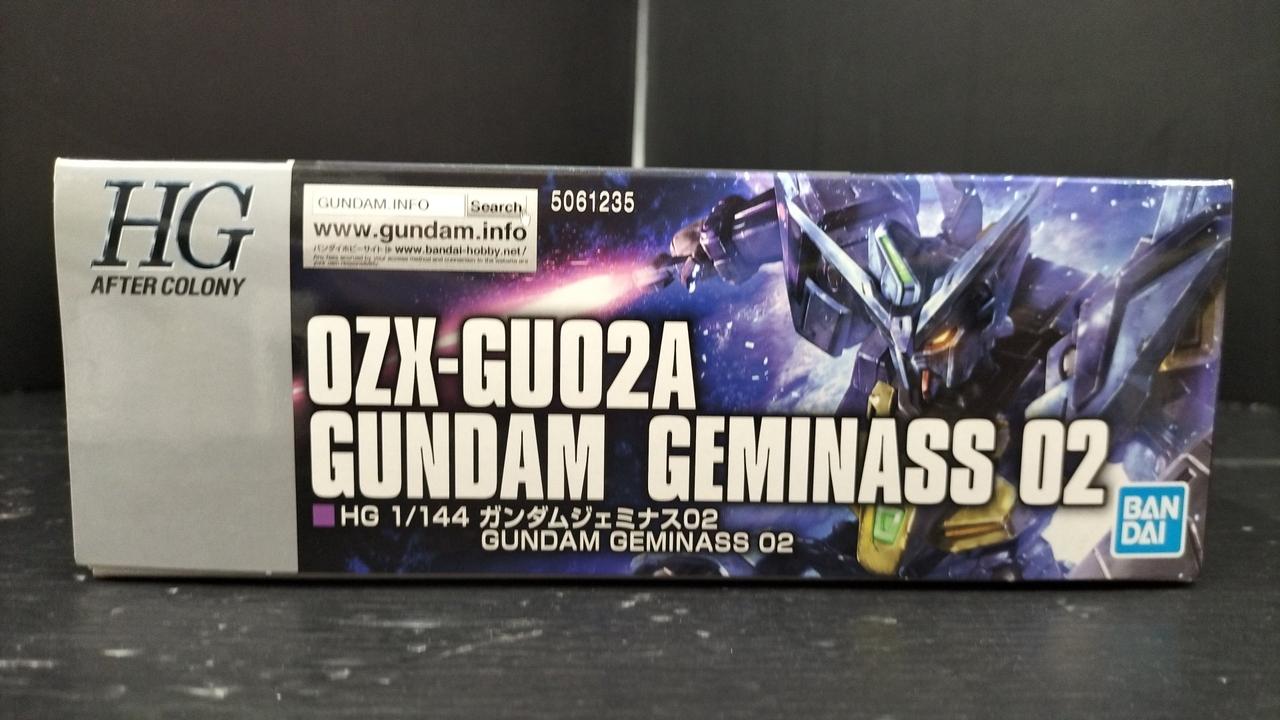 HG
AFTER COLONY
GUNDAM.INFO Search
www.gundam.info
バンダイホビーサイト www.bandai-hobby.net/
5061235
OZX-GU02A
GUNDAM GEMINASS 02
HG 1/144 ガンダムジェミナス02
GUNDAM GEMINASS 02
BAN
DAI